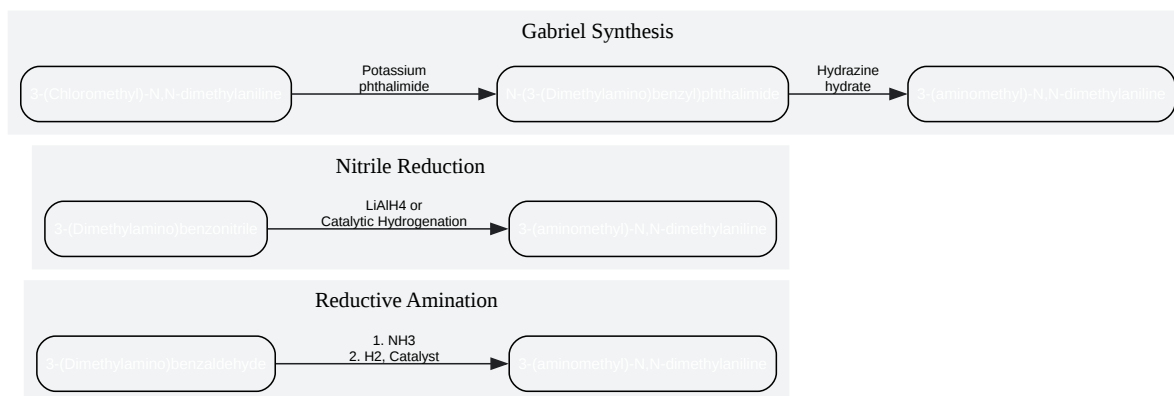 Gabriel Synthesis
3-(Chloromethyl)-N,N-dimethylaniline
Potassium
phthalimide
N-(3-(Dimethylamino)benzyl)phthalimide
Hydrazine
hydrate
3-(aminomethyl)-N,N-dimethylaniline
Nitrile Reduction
3-(Dimethylamino)benzonitrile
LiAlH4 or
Catalytic Hydrogenation
3-(aminomethyl)-N,N-dimethylaniline
Reductive Amination
3-(Dimethylamino)benzaldehyde
1. NH3
2. H2, Catalyst
3-(aminomethyl)-N,N-dimethylaniline